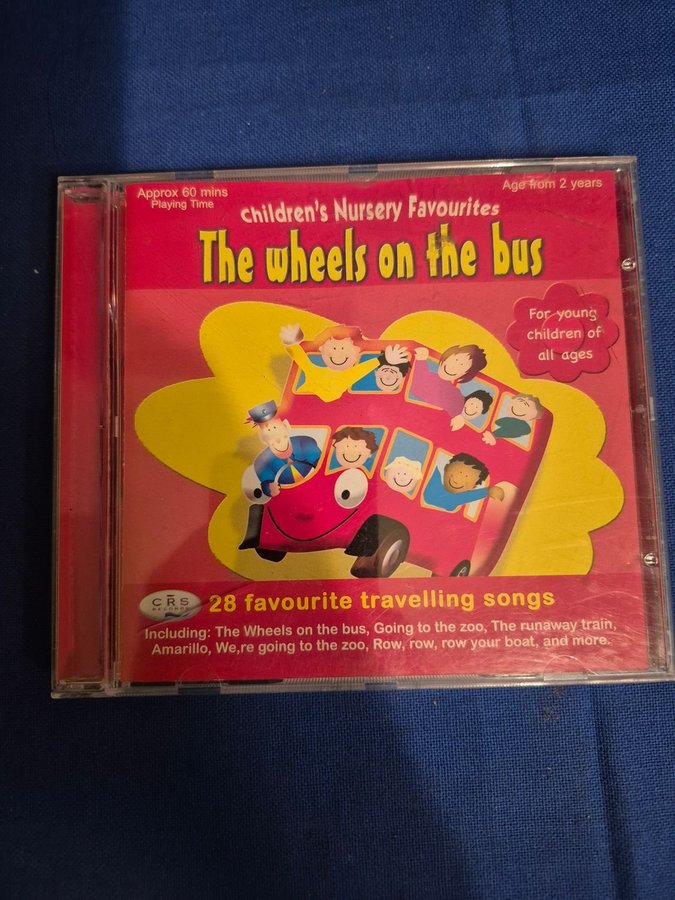 Approx 60 mins
Playing Time
Age from 2 years
Children's Nursery Favourites
The wheels on the bus
For young
children of
all ages
CRS
RECORDS
28 favourite travelling songs
Including: The Wheels on the bus, Going to the zoo, The runaway train,
Amarillo, We,re going to the zoo, Row, row, row your boat, and more.